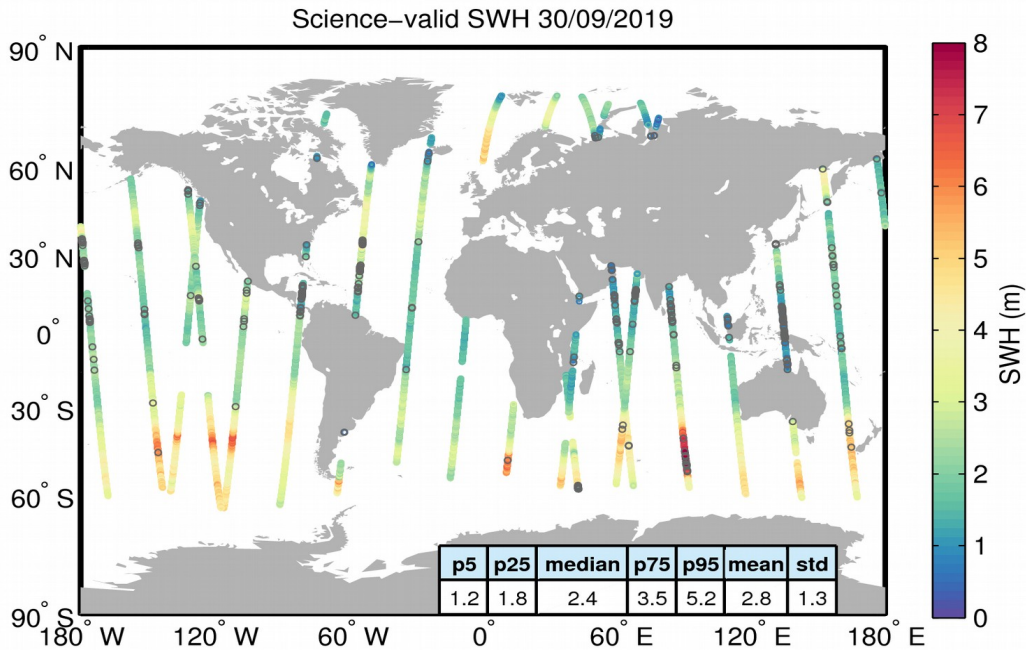 Science−valid SWH 30/09/2019
90° N
60° N
30° N
0°
30° S
60° S
90° S
180° W
120° W
60° W
0°
60° E
120° E
180° E
p5 p25 median p75 p95 mean std
1.2 1.8 2.4 3.5 5.2 2.8 1.3
8
7
6
5
4
3
2
1
0
SWH (m)